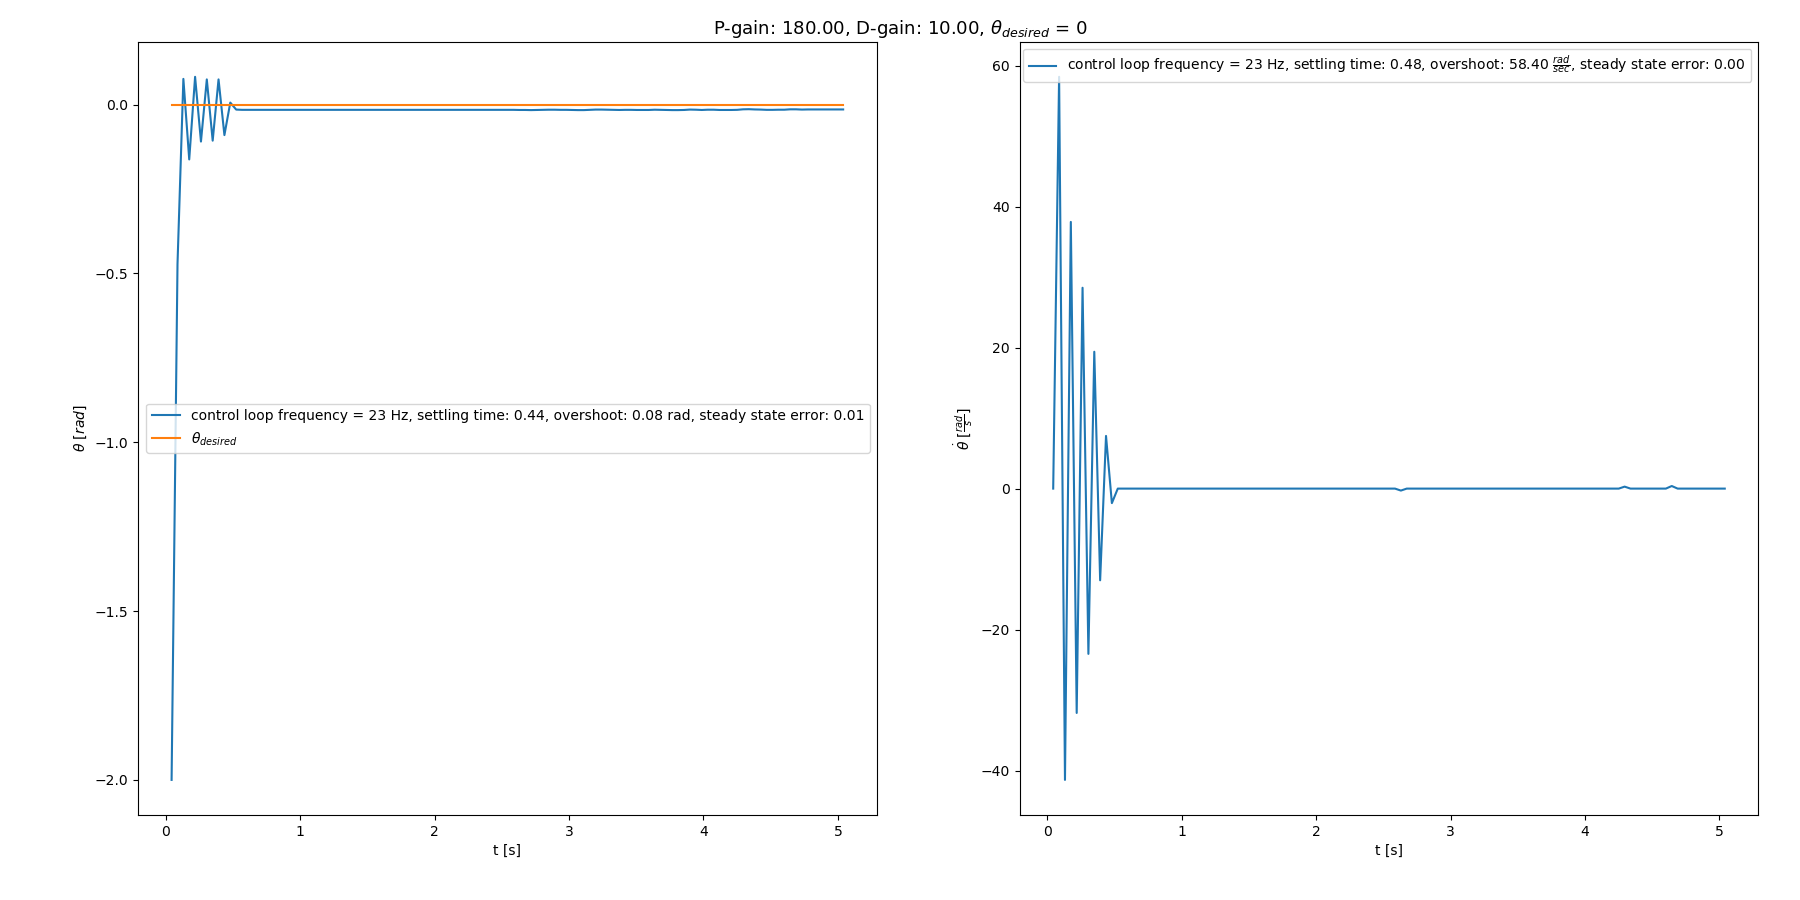 P-gain: 180.00, D-gain: 10.00, θ_desired = 0
0.0
−0.5
−1.0
−1.5
−2.0
θ [rad]
control loop frequency = 23 Hz, settling time: 0.44, overshoot: 0.08 rad, steady state error: 0.01
θ_desired
0 1 2 3 4 5
t [s]
60
40
20
0
−20
−40
θ̇ [rad/s]
control loop frequency = 23 Hz, settling time: 0.48, overshoot: 58.40 rad/sec, steady state error: 0.00
0 1 2 3 4 5
t [s]